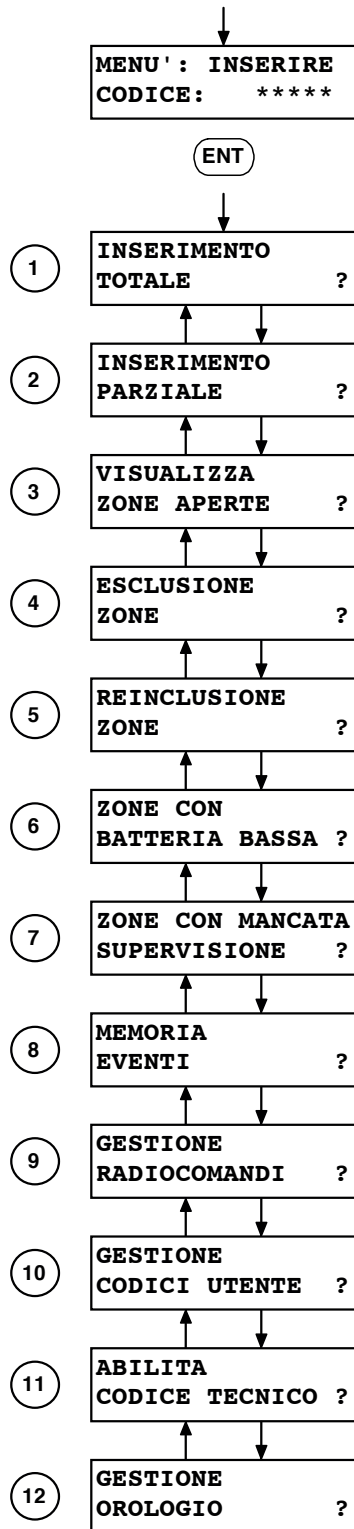 MENU': INSERIRE
CODICE: *****
ENT
1
INSERIMENTO
TOTALE ?
2
INSERIMENTO
PARZIALE ?
3
VISUALIZZA
ZONE APERTE ?
4
ESCLUSIONE
ZONE ?
5
REINCLUSIONE
ZONE ?
6
ZONE CON
BATTERIA BASSA ?
7
ZONE CON MANCATA
SUPERVISIONE ?
8
MEMORIA
EVENTI ?
9
GESTIONE
RADIOCOMANDI ?
10
GESTIONE
CODICI UTENTE ?
11
ABILITA
CODICE TECNICO ?
12
GESTIONE
OROLOGIO ?